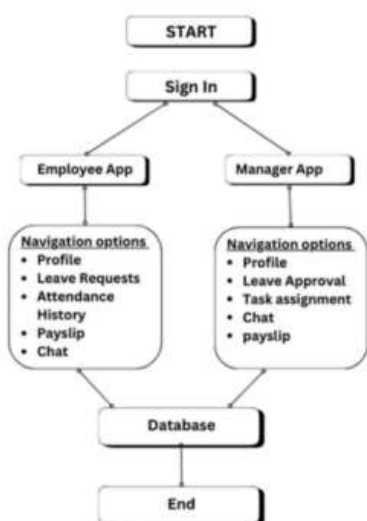 START
Sign In
Employee App
Manager App
Navigation options
Profile
Leave Requests
Attendance
History
Payslip
Chat
Navigation options
Profile
Leave Approval
Task assignment
Chat
payslip
Database
End